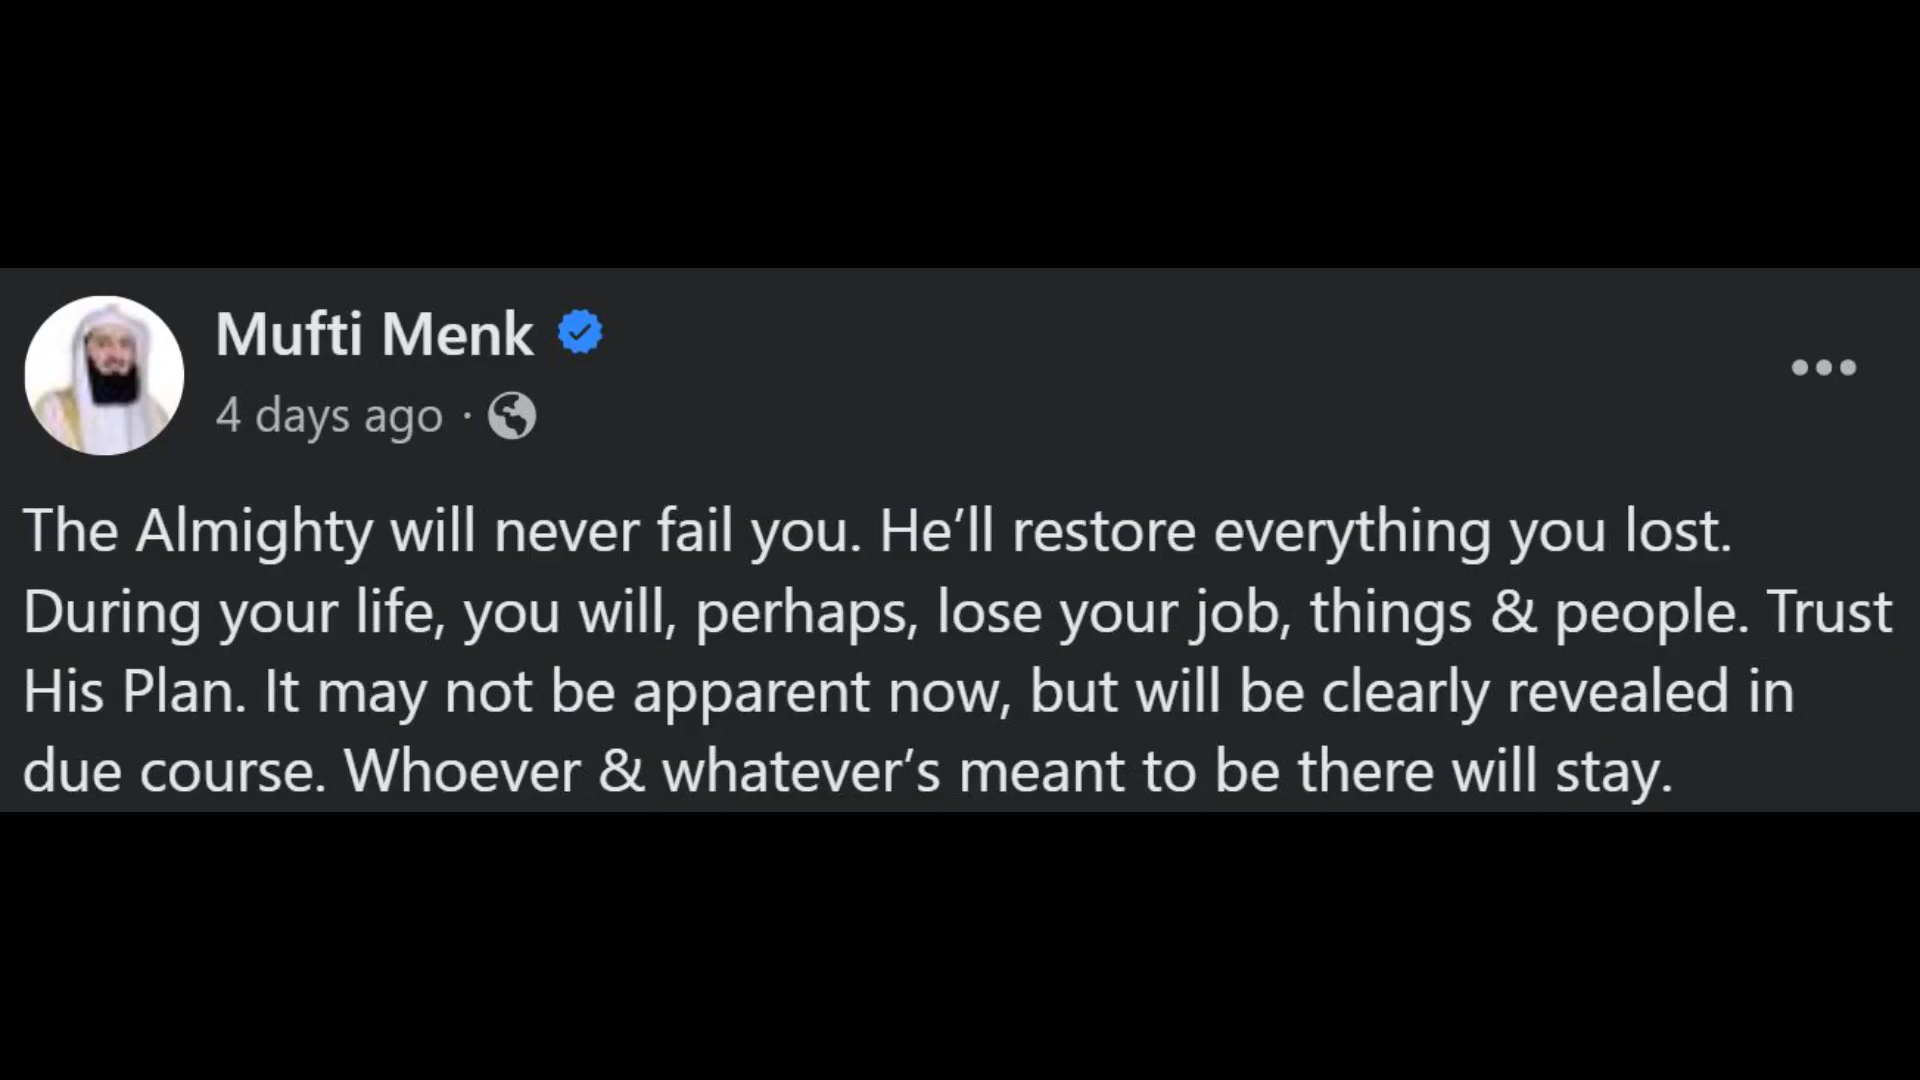 Mufti Menk
4 days ago ·
The Almighty will never fail you. He’ll restore everything you lost.
During your life, you will, perhaps, lose your job, things & people. Trust
His Plan. It may not be apparent now, but will be clearly revealed in
due course. Whoever & whatever’s meant to be there will stay.